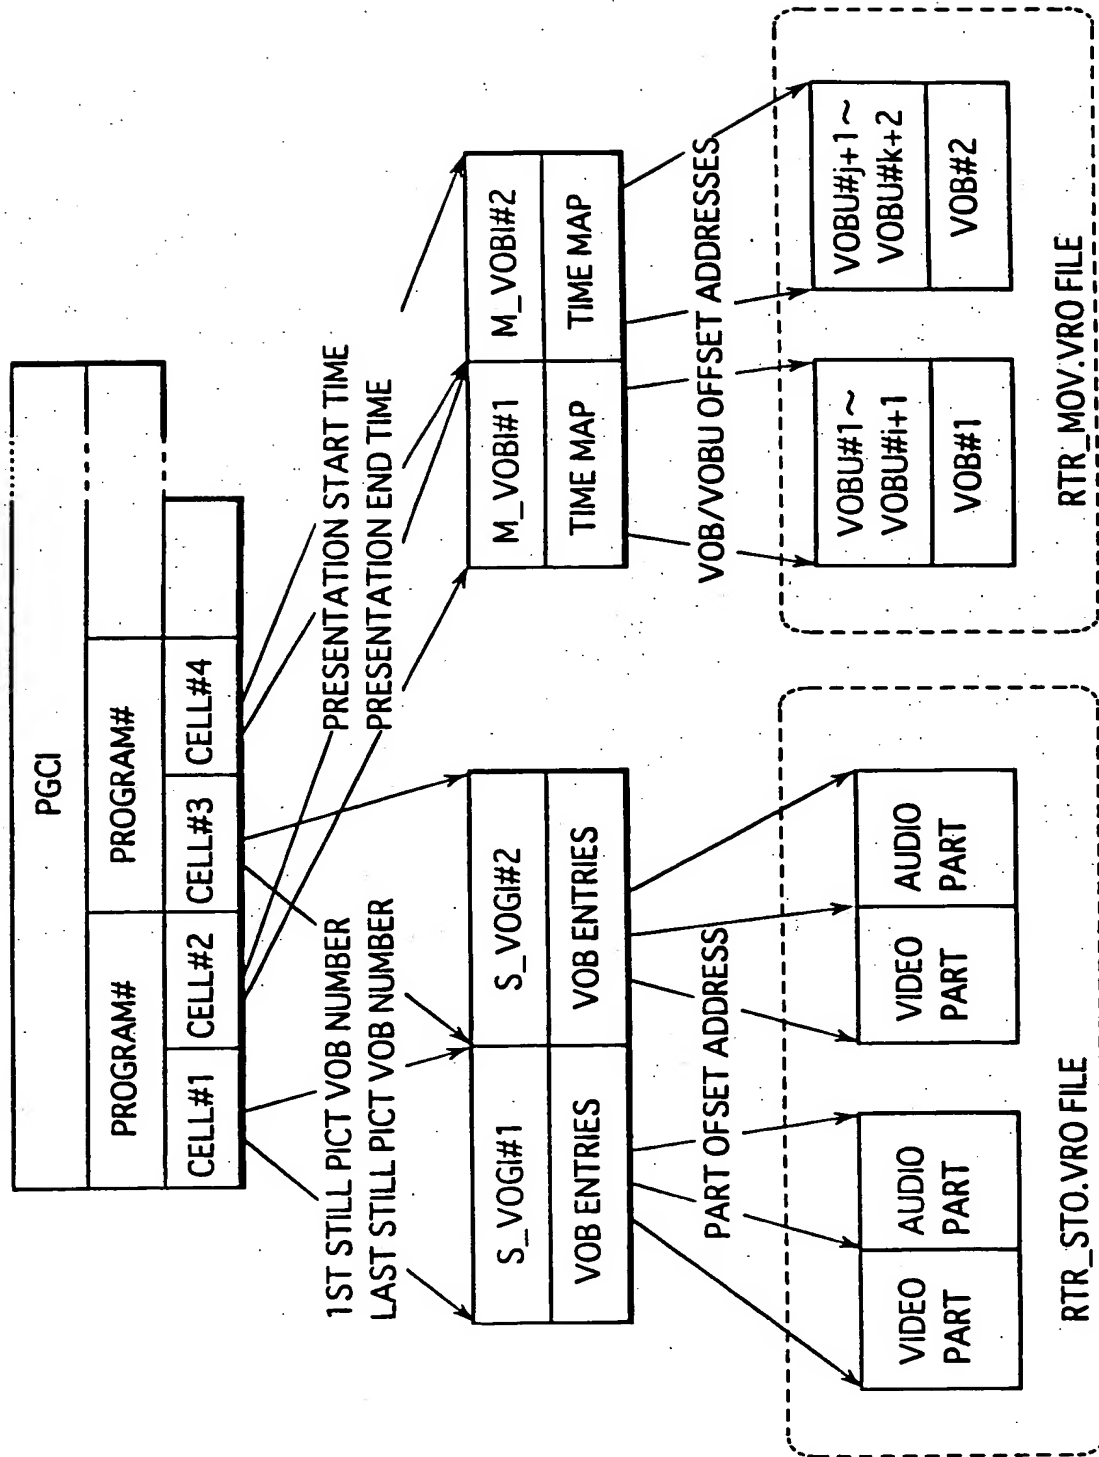 PGCI
PROGRAM#
PROGRAM#
CELL#1
CELL#2
CELL#3
CELL#4
1ST STILL PICT VOB NUMBER
LAST STILL PICT VOB NUMBER
PRESENTATION START TIME
PRESENTATION END TIME
S_VOGI#1
S_VOGI#2
VOB ENTRIES
VOB ENTRIES
M_VOBI#1
M_VOBI#2
TIME MAP
TIME MAP
PART OFSET ADDRESS
VOB/VOBU OFFSET ADDRESSES
VIDEO
PART
AUDIO
PART
VIDEO
PART
AUDIO
PART
VOBU#1~
VOBU#i+1
VOB#1
VOBU#j+1~
VOBU#k+2
VOB#2
RTR_STO.VRO FILE
RTR_MOV.VRO FILE